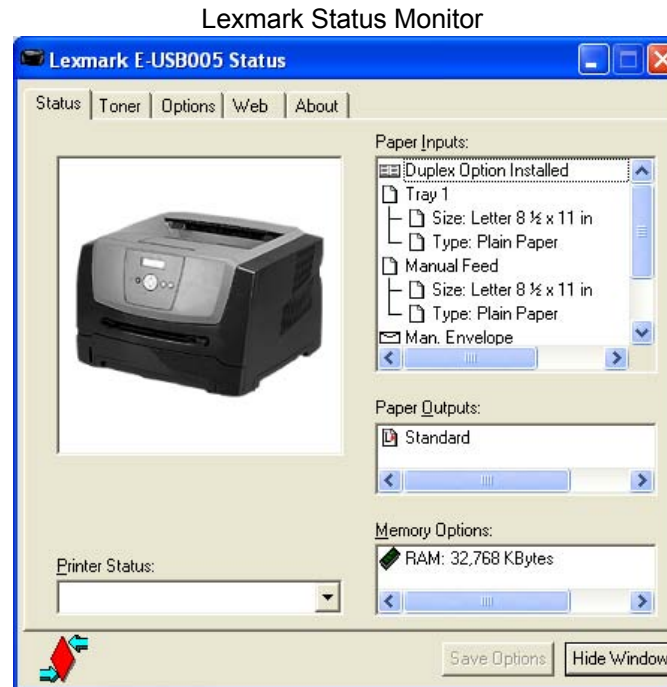 Lexmark Status Monitor
Lexmark E-USB005 Status
Status Toner Options Web About
Paper Inputs:
Duplex Option Installed
Tray 1
Size: Letter 8 ½ x 11 in
Type: Plain Paper
Manual Feed
Size: Letter 8 ½ x 11 in
Type: Plain Paper
Man. Envelope
Paper Outputs:
Standard
Memory Options:
RAM: 32,768 KBytes
Printer Status:
Save Options Hide Window